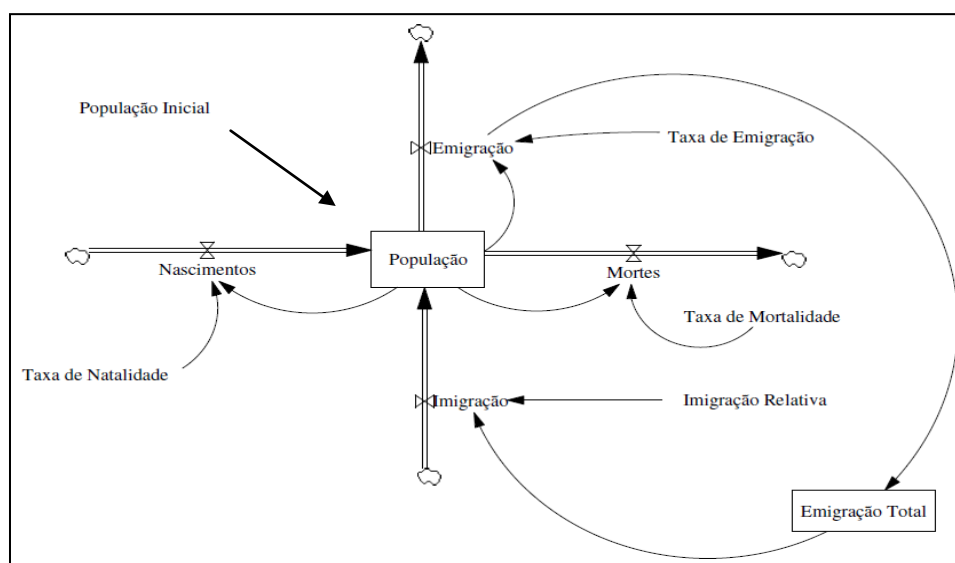 População Inicial
Emigração
Taxa de Emigração
População
Nascimentos
Mortes
Taxa de Mortalidade
Taxa de Natalidade
Imigração
Imigração Relativa
Emigração Total